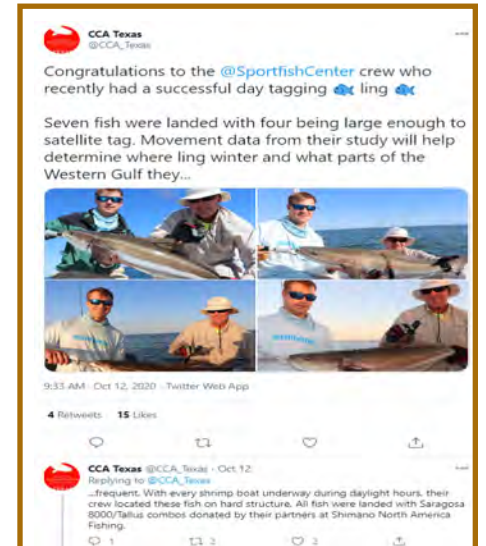 CCA Texas
@CCA_Texas
Congratulations to the @SportfishCenter crew who
recently had a successful day tagging 🐟 ling 🐟
Seven fish were landed with four being large enough to
satellite tag. Movement data from their study will help
determine where ling winter and what parts of the
Western Gulf they...
9:33 AM · Oct 12, 2020 · Twitter Web App
4 Retweets 15 Likes
CCA Texas @CCA_Texas · Oct 12
Replying to @CCA_Texas
...frequent. With every shrimp boat underway during daylight hours, their
crew located these fish on hard structure. All fish were landed with Saragosa
8000/Tallus combos donated by their partners at Shimano North America
Fishing.
1 2 2